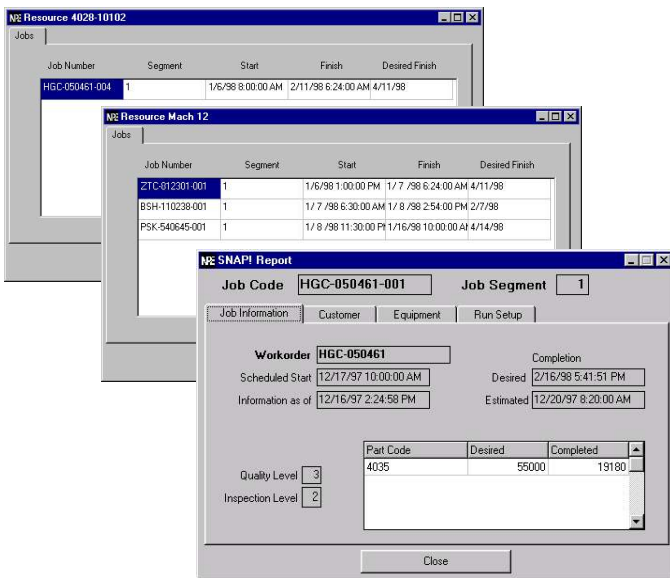 NPE Resource 4028-10102
Jobs
Job Number Segment Start Finish Desired Finish
HGC-050461-004 1 1/6/98 8:00:00 AM 2/11/98 6:24:00 AM 4/11/98
NPE Resource Mach 12
Jobs
Job Number Segment Start Finish Desired Finish
ZTC-812301-001 1 1/6/98 1:00:00 PM 1/ 7 /98 6:24:00 AM 4/11/98
BSH-110238-001 1 1/ 7 /98 6:30:00 AM 1/ 8 /98 2:54:00 PM 2/7/98
PSK-540645-001 1 1/ 8 /98 11:30:00 PM 1/16/98 10:00:00 AM 4/14/98
NPE SNAP! Report
Job Code HGC-050461-001 Job Segment 1
Job Information Customer Equipment Run Setup
Workorder HGC-050461 Completion
Scheduled Start 12/17/97 10:00:00 AM Desired 2/16/98 5:41:51 PM
Information as of 12/16/97 2:24:58 PM Estimated 12/20/97 8:20:00 AM
Part Code Desired Completed
4035 55000 19180
Quality Level 3
Inspection Level 2
Close